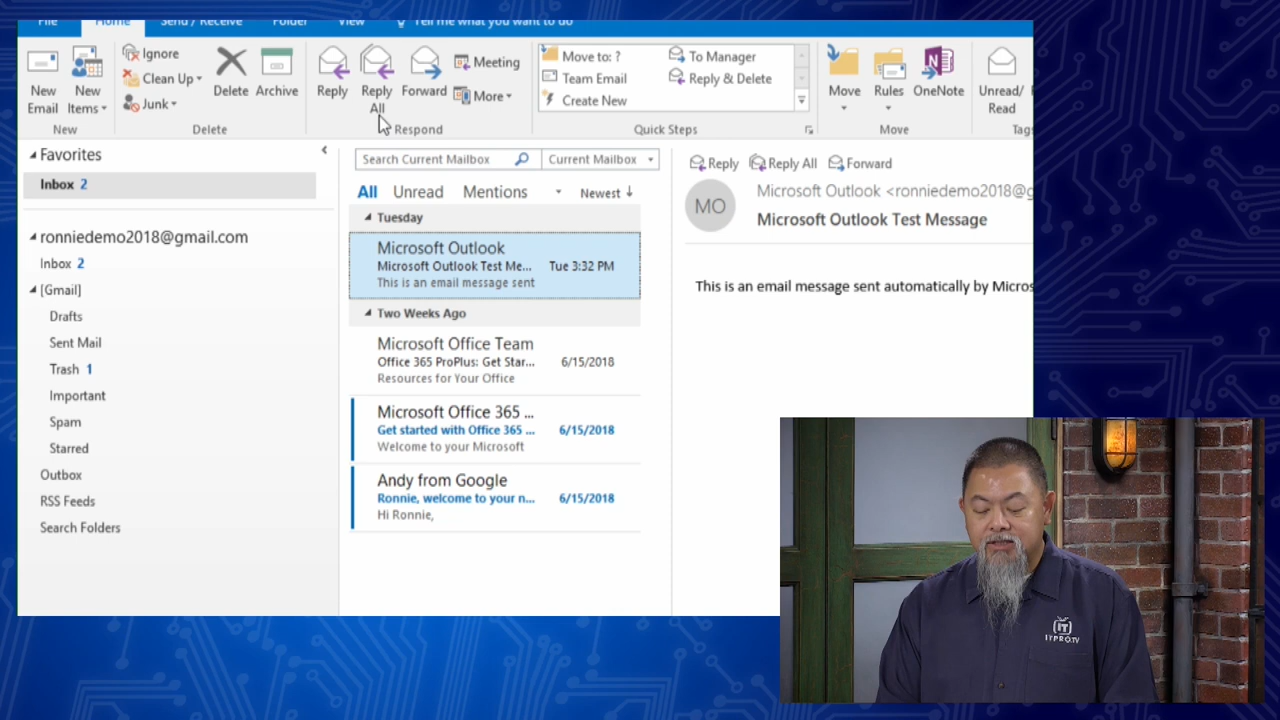 File Home Send / Receive Folder View Tell me what you want to do
New Email
New Items
New
Ignore
Clean Up
Junk
Delete
Archive
Delete
Reply
Reply All
Forward
Meeting
More
Respond
Move to: ?
Team Email
Create New
To Manager
Reply & Delete
Quick Steps
Move
Rules
OneNote
Move
Unread/ Read
Tags
Favorites
Inbox 2
ronniedemo2018@gmail.com
Inbox 2
[Gmail]
Drafts
Sent Mail
Trash 1
Important
Spam
Starred
Outbox
RSS Feeds
Search Folders
Search Current Mailbox
Current Mailbox
All Unread Mentions Newest
Tuesday
Microsoft Outlook
Microsoft Outlook Test Me... Tue 3:32 PM
This is an email message sent
Two Weeks Ago
Microsoft Office Team
Office 365 ProPlus: Get Star... 6/15/2018
Resources for Your Office
Microsoft Office 365 ...
Get started with Office 365 ... 6/15/2018
Welcome to your Microsoft
Andy from Google
Ronnie, welcome to your n... 6/15/2018
Hi Ronnie,
Reply Reply All Forward
MO
Microsoft Outlook <ronniedemo2018@g
Microsoft Outlook Test Message
This is an email message sent automatically by Micros
IT
ITPRO.TV